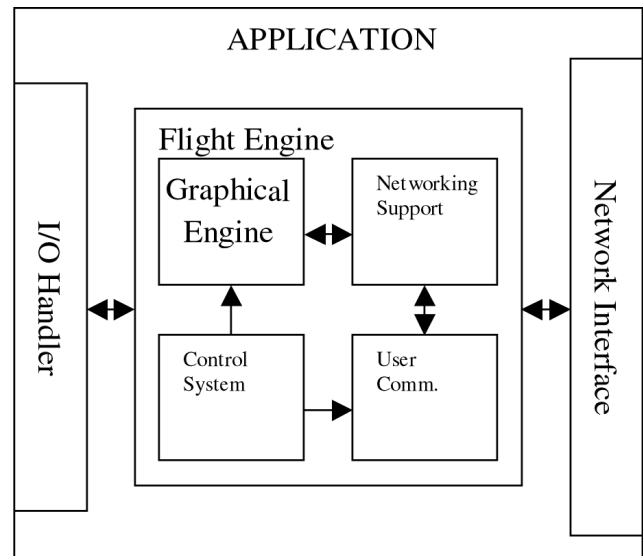 APPLICATION
I/O Handler
Flight Engine
Graphical
Engine
Networking
Support
Control
System
User
Comm.
Network Interface